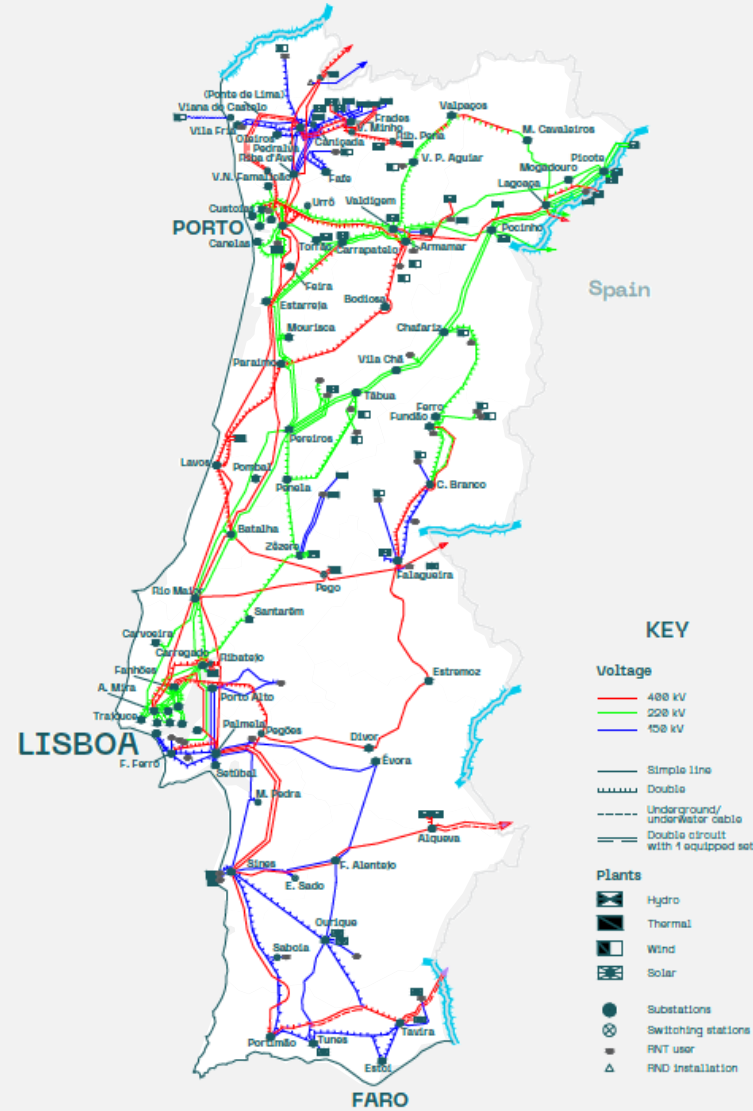 (Ponte de Lima)
Viana do Castelo
Vila Fria
Oleiros
Pedralva
Riba d'Ave
V.N. Famalicão
Frades
V. Minho
Caniçada
Rib. Pena
Fafe
Valpaços
M. Cavaleiros
V. P. Aguiar
Mogadouro
Picote
Lagoaça
Urrô
Valdigem
Custoias
PORTO
Canelas
Torrão
Carrapatelo
Armamar
Pocinho
Spain
Feira
Bodiosa
Estarreja
Mourisca
Chafariz
Paraimo
Vila Chã
Tábua
Ferro
Fundão
Pereiros
Lavos
Pombal
Penela
C. Branco
Batalha
Zêzere
Pego
Falagueira
Rio Maior
Santarém
Carvoeira
Carregado
Ribatejo
Fanhões
A. Mira
Porto Alto
Trajouce
Estremoz
LISBOA
Palmela
Pegões
Divor
F. Ferro
Setúbal
Évora
M. Pedra
Alqueva
Sines
F. Alentejo
E. Sado
Ourique
Saboia
Portimão
Tunes
Tavira
Estoi
FARO
KEY
Voltage
400 kV
220 kV
150 kV
Simple line
Double
Underground/
underwater cable
Double circuit
with 1 equipped set
Plants
Hydro
Thermal
Wind
Solar
Substations
Switching stations
RNT user
RND installation